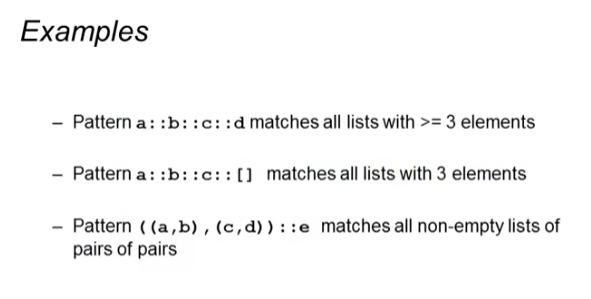 Examples
– Pattern a::b::c::d matches all lists with >= 3 elements
– Pattern a::b::c::[] matches all lists with 3 elements
– Pattern ((a,b),(c,d))::e matches all non-empty lists of
pairs of pairs